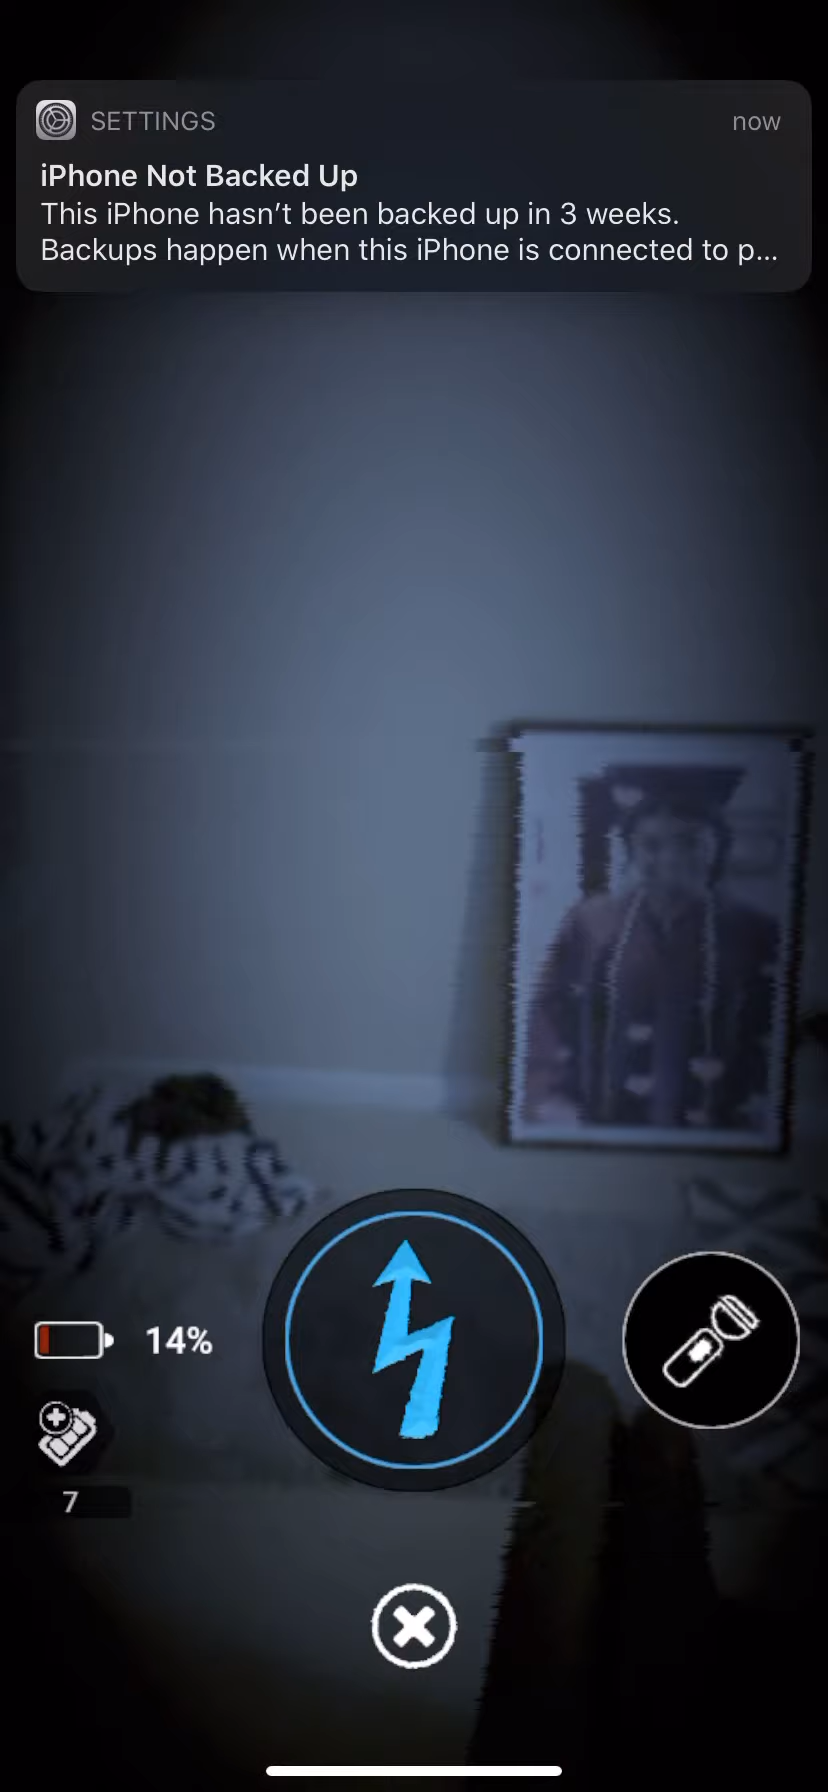 SETTINGS
now
iPhone Not Backed Up
This iPhone hasn’t been backed up in 3 weeks.
Backups happen when this iPhone is connected to p...
14%
7